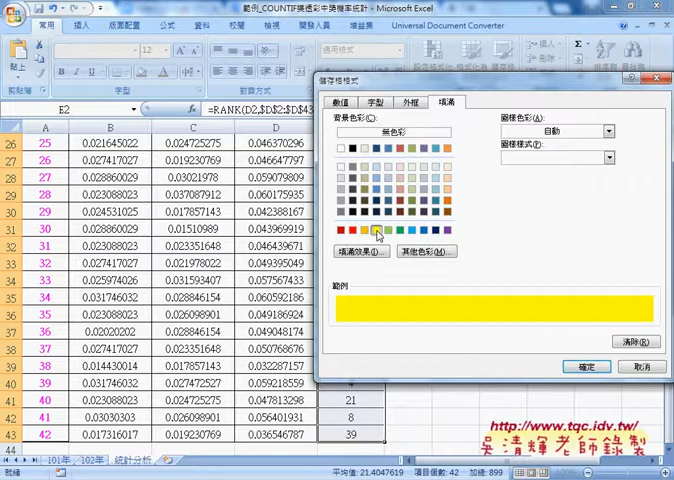 範例_COUNTIF擲透彩中獎機率統計 - Microsoft Excel
常用 插入 版面配置 公式 資料 校閱 檢視 開發人員 增益集 Universal Document Converter
貼上
剪貼簿 字型 對齊方式
插入 Σ
刪除
E2 =RANK(D2,$D$2:$D$43
儲存格格式
數值 字型 外框 填滿
背景色彩(C): 圖樣色彩(A):
無色彩 自動
圖樣樣式(P):
填滿效果(I)... 其他色彩(M)...
範例
清除(R)
確定 取消
A B C D
26 25 0.021645022 0.024725275 0.046370296
27 26 0.027417027 0.019230769 0.046647797
28 27 0.028860029 0.03021978 0.059079809
29 28 0.023088023 0.037087912 0.060175935
30 29 0.024531025 0.017857143 0.042388167
31 30 0.028860029 0.01510989 0.043969919
32 31 0.023088023 0.023351648 0.046439671
33 32 0.027417027 0.021978022 0.049395049
34 33 0.025974026 0.031593407 0.057567433
35 34 0.031746032 0.028846154 0.060592186
36 35 0.023088023 0.026098901 0.049186924
37 36 0.02020202 0.028846154 0.049048174
38 37 0.027417027 0.023351648 0.050768676
39 38 0.014430014 0.017857143 0.032287157
40 39 0.031746032 0.027472527 0.059218559 4
41 40 0.023088023 0.024725275 0.047813298 21
42 41 0.03030303 0.026098901 0.056401931 8
43 42 0.017316017 0.019230769 0.036546787 39
44
http://www.tqc.idv.tw/
吳清輝老師錄製
101年 102年 統計分析
就緒 平均值: 21.4047619 項目個數: 42 加總: 899 100%